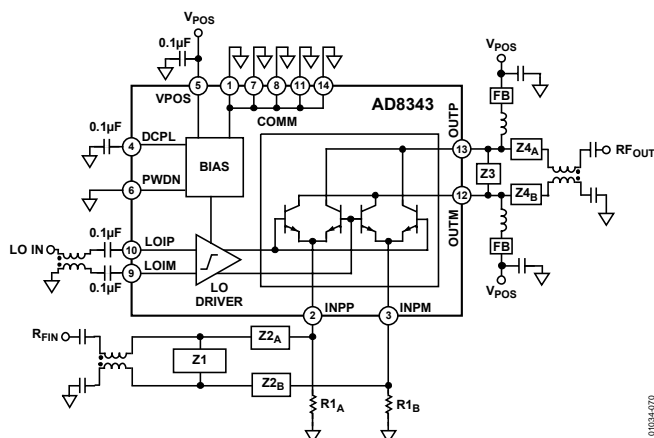 VPOS
0.1µF
5
1
7
8
11
14
VPOS
COMM
AD8343
VPOS
FB
0.1µF
4
DCPL
BIAS
6
PWDN
OUTP
13
Z4A
Z3
RFOUT
12
Z4B
OUTM
FB
VPOS
0.1µF
LO IN
10
LOIP
9
LOIM
0.1µF
LO
DRIVER
2
INPP
3
INPM
RFIN
Z1
Z2A
Z2B
R1A
R1B
01034-070